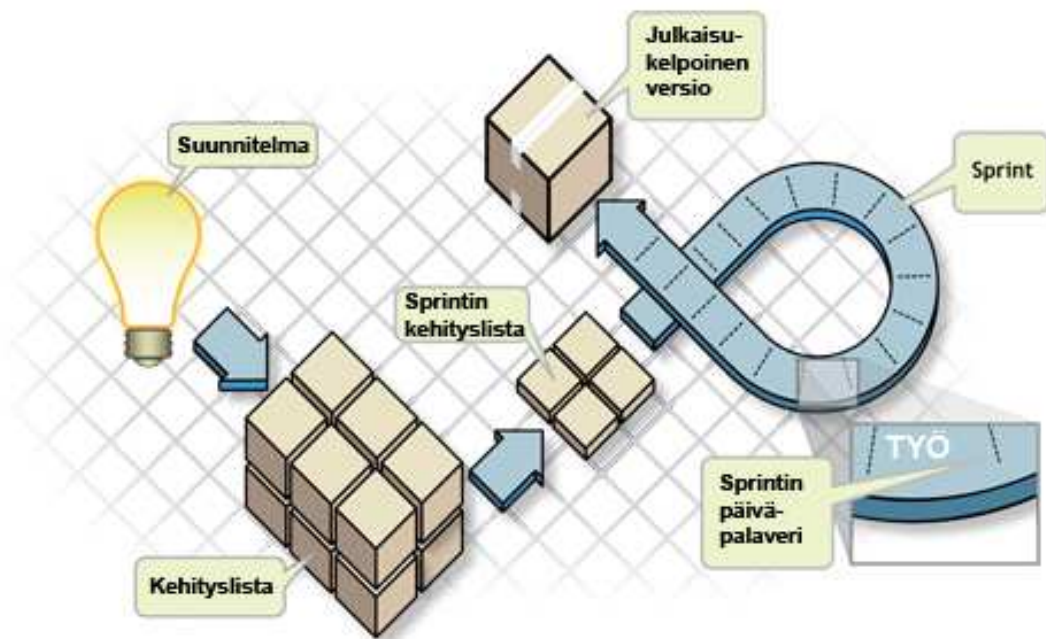 Suunnitelma
Julkaisu-
kelpoinen
versio
Sprint
Sprintin
kehityslista
TYÖ
Sprintin
päivä-
palaveri
Kehityslista